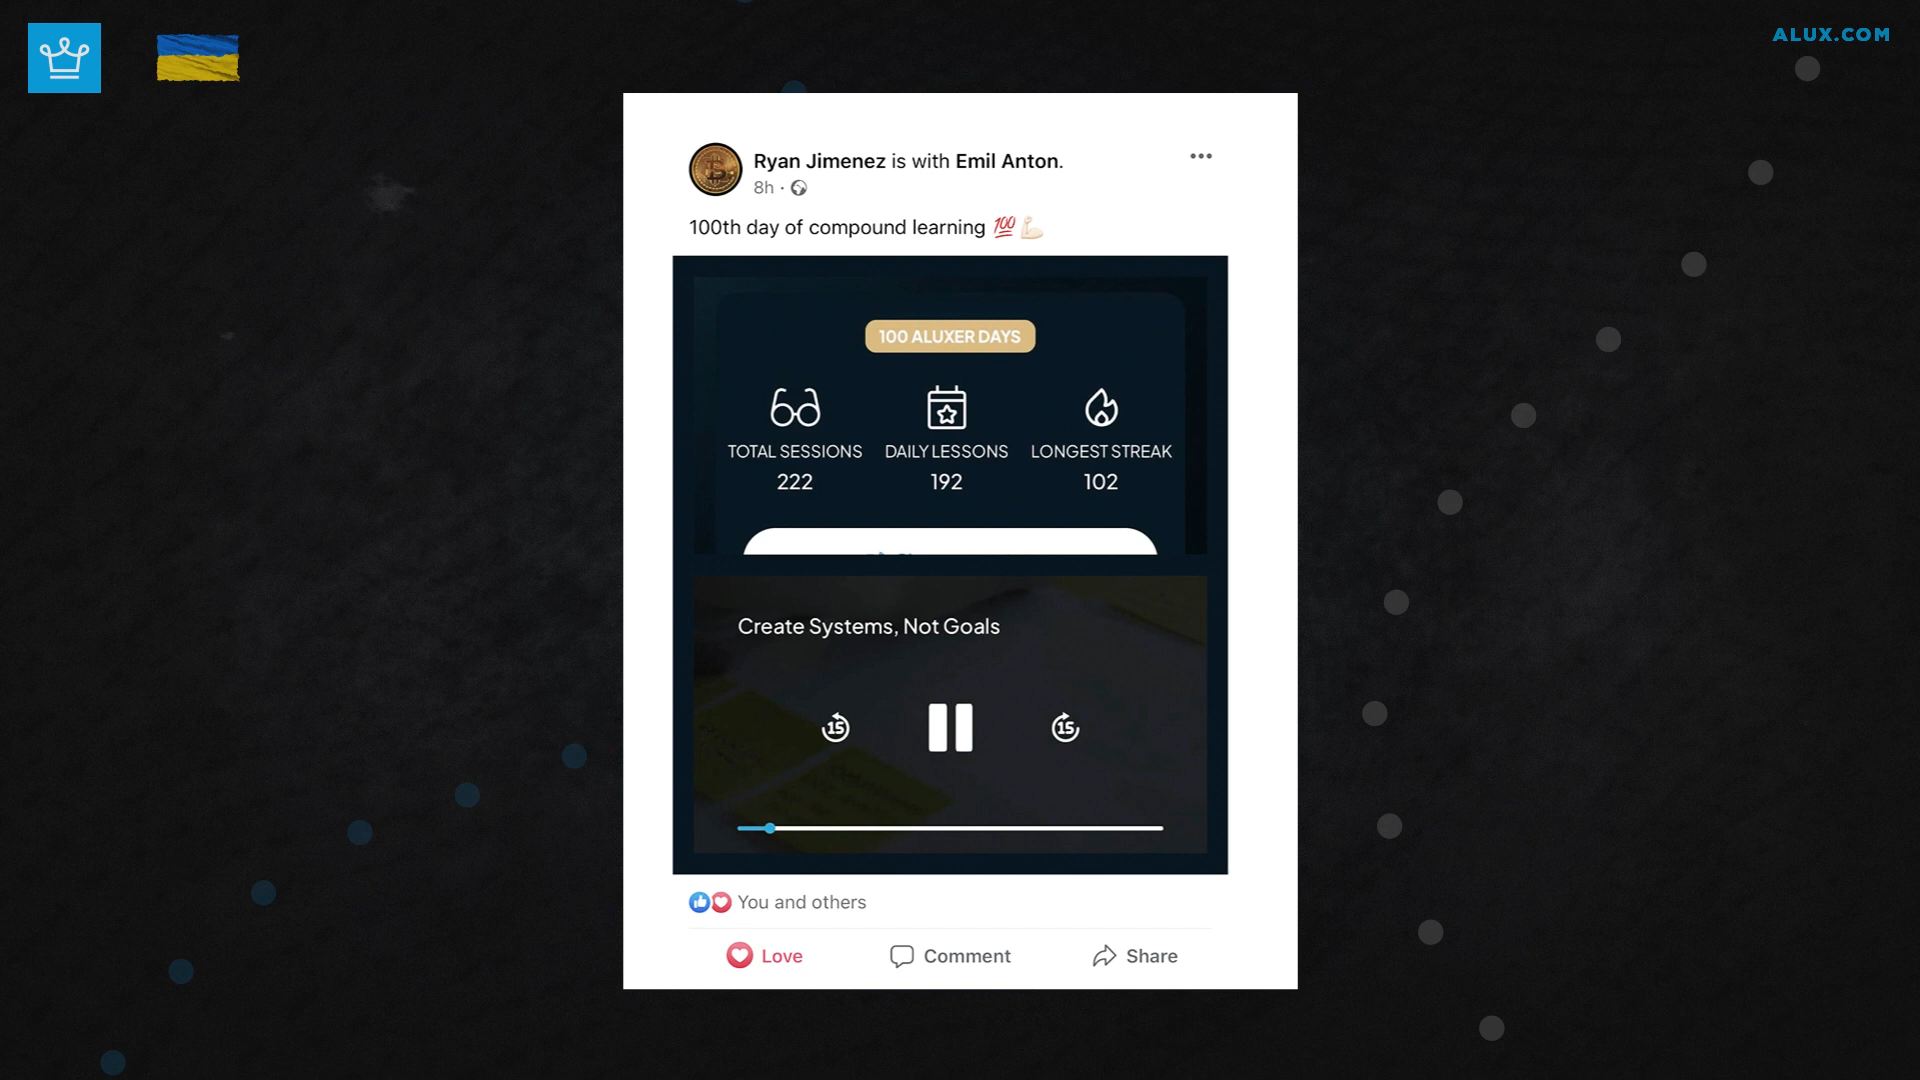 ALUX.COM
Ryan Jimenez is with Emil Anton.
8h ·
100th day of compound learning 💯💪🏻
100 ALUXER DAYS
TOTAL SESSIONS DAILY LESSONS LONGEST STREAK
222 192 102
Create Systems, Not Goals
15 15
You and others
Love Comment Share